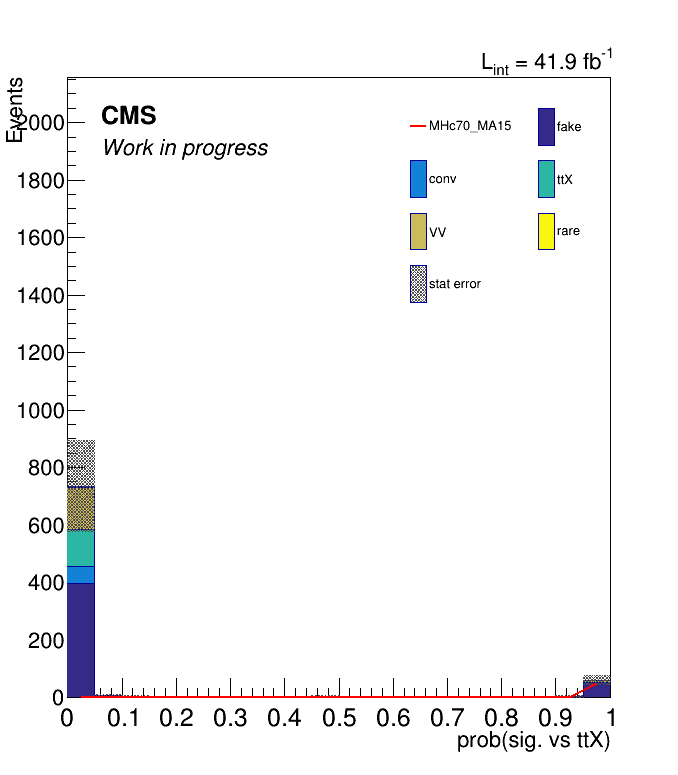 L_int = 41.9 fb^-1
Events
CMS
Work in progress
MHc70_MA15
fake
conv
ttX
VV
rare
stat error
2000
1800
1600
1400
1200
1000
800
600
400
200
0
0 0.1 0.2 0.3 0.4 0.5 0.6 0.7 0.8 0.9 1
prob(sig. vs ttX)